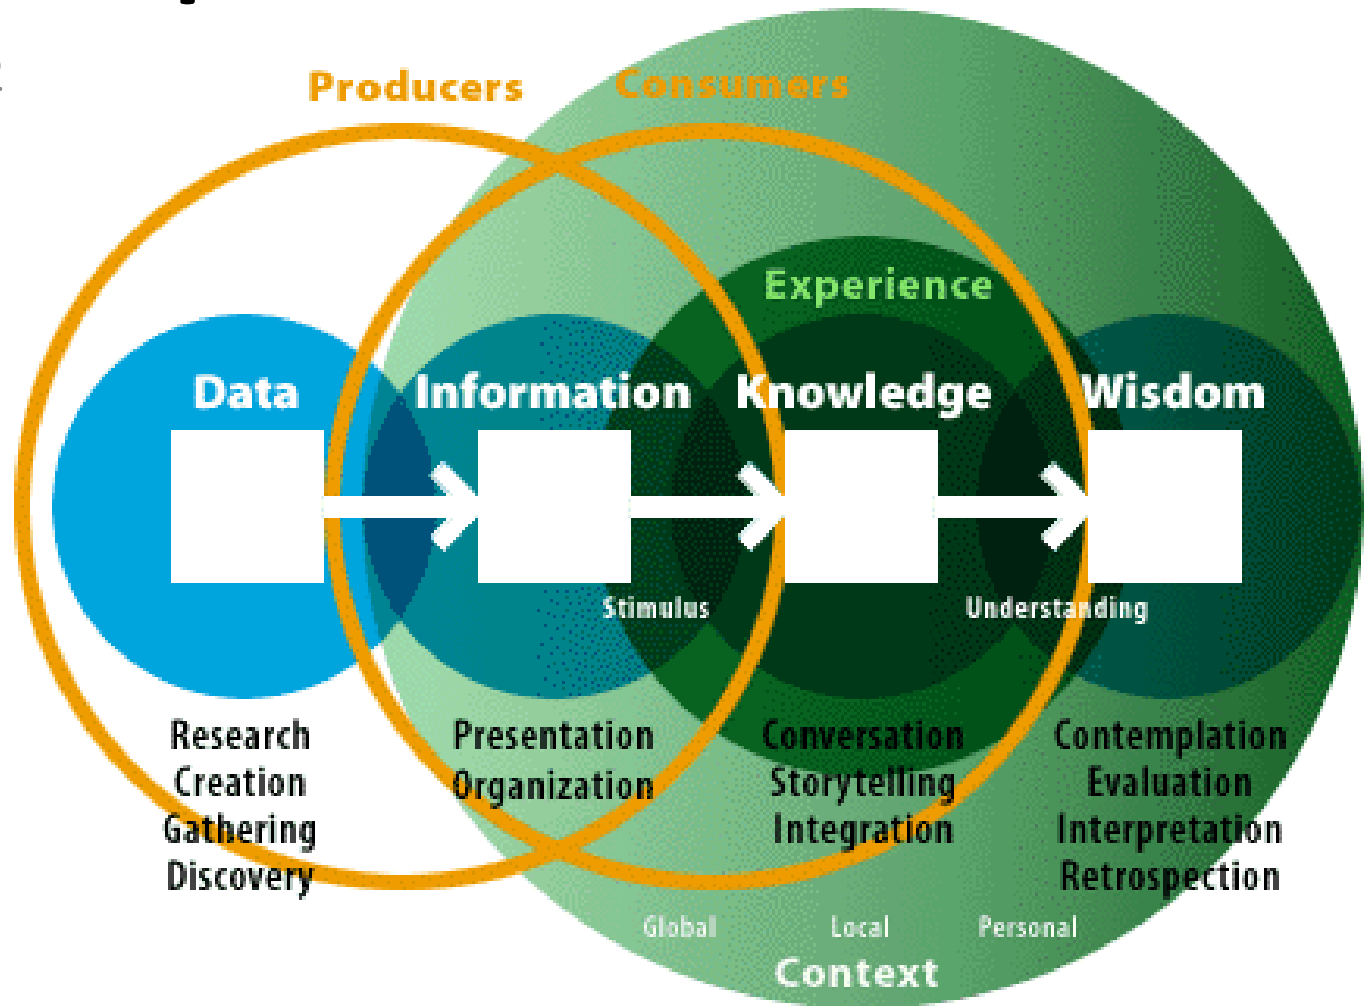 Producers Consumers
Experience
Data Information Knowledge Wisdom
Stimulus Understanding
Research
Creation
Gathering
Discovery
Presentation
Organization
Conversation
Storytelling
Integration
Contemplation
Evaluation
Interpretation
Retrospection
Global Local Personal
Context